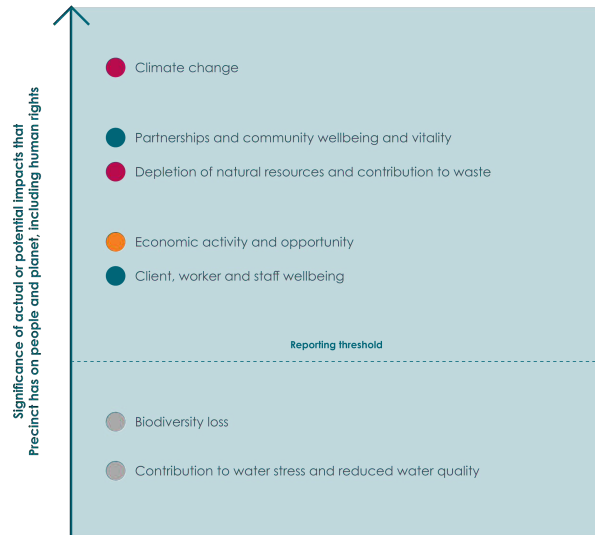 Significance of actual or potential impacts that
Precinct has on people and planet, including human rights
Climate change
Partnerships and community wellbeing and vitality
Depletion of natural resources and contribution to waste
Economic activity and opportunity
Client, worker and staff wellbeing
Reporting threshold
Biodiversity loss
Contribution to water stress and reduced water quality